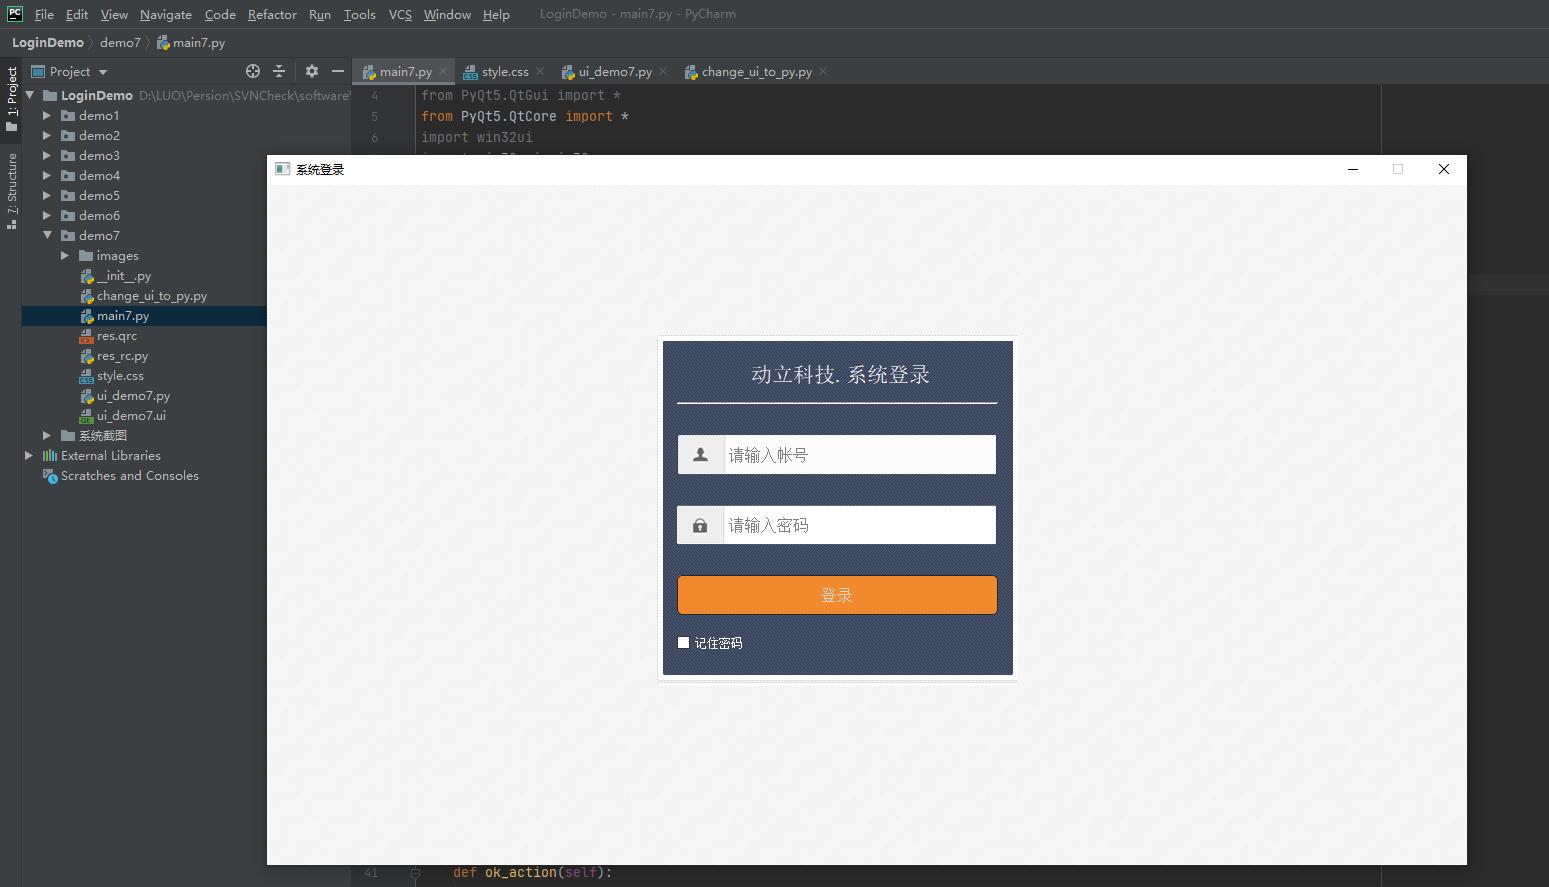 PC File Edit View Navigate Code Refactor Run Tools VCS Window Help LoginDemo - main7.py - PyCharm
LoginDemo demo7 main7.py
Project main7.py style.css ui_demo7.py change_ui_to_py.py
1: Project
7: Structure
LoginDemo D:\LUO\Persion\SVNCheck\software\
demo1
demo2
demo3
demo4
demo5
demo6
demo7
images
__init__.py
change_ui_to_py.py
main7.py
res.qrc
res_rc.py
style.css
ui_demo7.py
ui_demo7.ui
系统截图
External Libraries
Scratches and Consoles
4 from PyQt5.QtGui import *
5 from PyQt5.QtCore import *
6 import win32ui
系统登录
动立科技. 系统登录
请输入帐号
请输入密码
登录
记住密码
41 def ok_action(self):